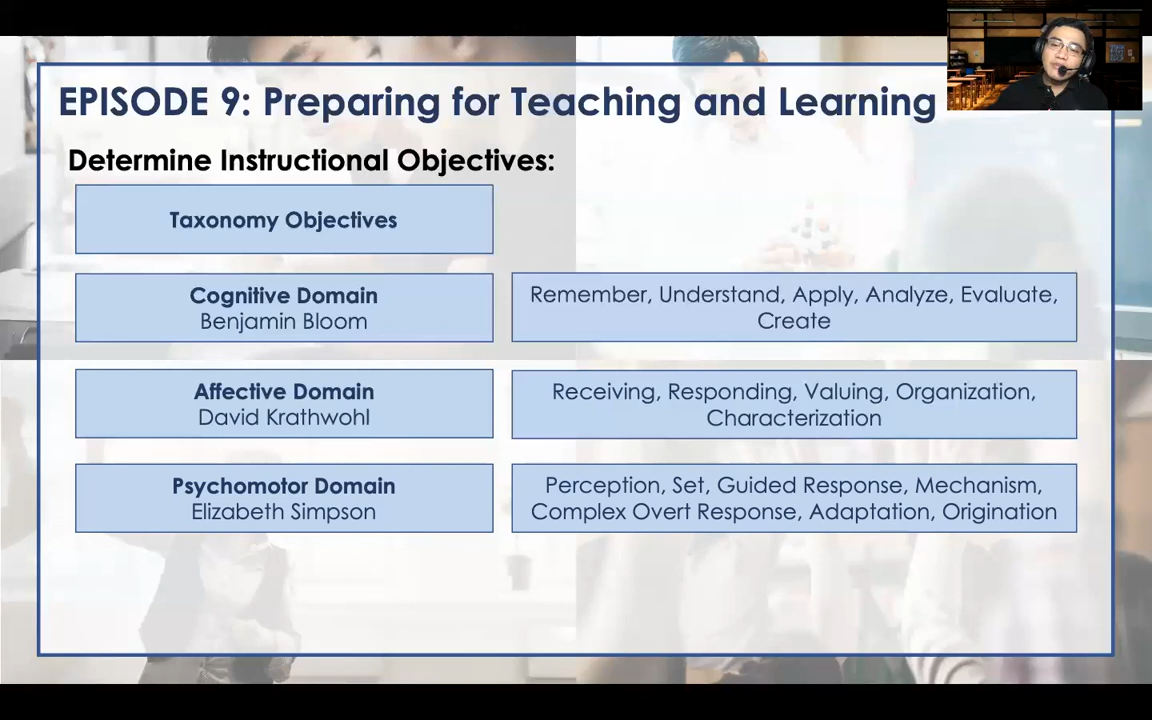 EPISODE 9: Preparing for Teaching and Learning
Determine Instructional Objectives:
Taxonomy Objectives
Cognitive Domain
Benjamin Bloom
Remember, Understand, Apply, Analyze, Evaluate,
Create
Affective Domain
David Krathwohl
Receiving, Responding, Valuing, Organization,
Characterization
Psychomotor Domain
Elizabeth Simpson
Perception, Set, Guided Response, Mechanism,
Complex Overt Response, Adaptation, Origination